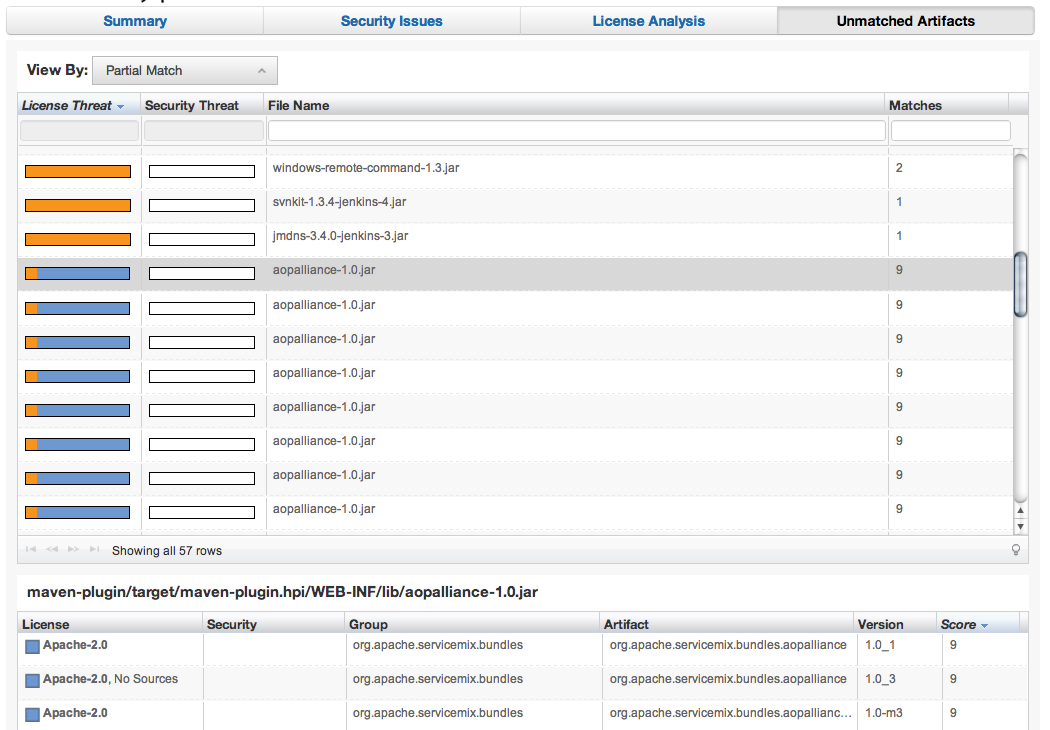 Summary Security Issues License Analysis Unmatched Artifacts
View By: Partial Match
License Threat Security Threat File Name Matches
windows-remote-command-1.3.jar 2
svnkit-1.3.4-jenkins-4.jar 1
jmdns-3.4.0-jenkins-3.jar 1
aopalliance-1.0.jar 9
aopalliance-1.0.jar 9
aopalliance-1.0.jar 9
aopalliance-1.0.jar 9
aopalliance-1.0.jar 9
aopalliance-1.0.jar 9
aopalliance-1.0.jar 9
aopalliance-1.0.jar 9
Showing all 57 rows
maven-plugin/target/maven-plugin.hpi/WEB-INF/lib/aopalliance-1.0.jar
License Security Group Artifact Version Score
Apache-2.0 org.apache.servicemix.bundles org.apache.servicemix.bundles.aopalliance 1.0_1 9
Apache-2.0, No Sources org.apache.servicemix.bundles org.apache.servicemix.bundles.aopalliance 1.0_3 9
Apache-2.0 org.apache.servicemix.bundles org.apache.servicemix.bundles.aopallianc... 1.0-m3 9